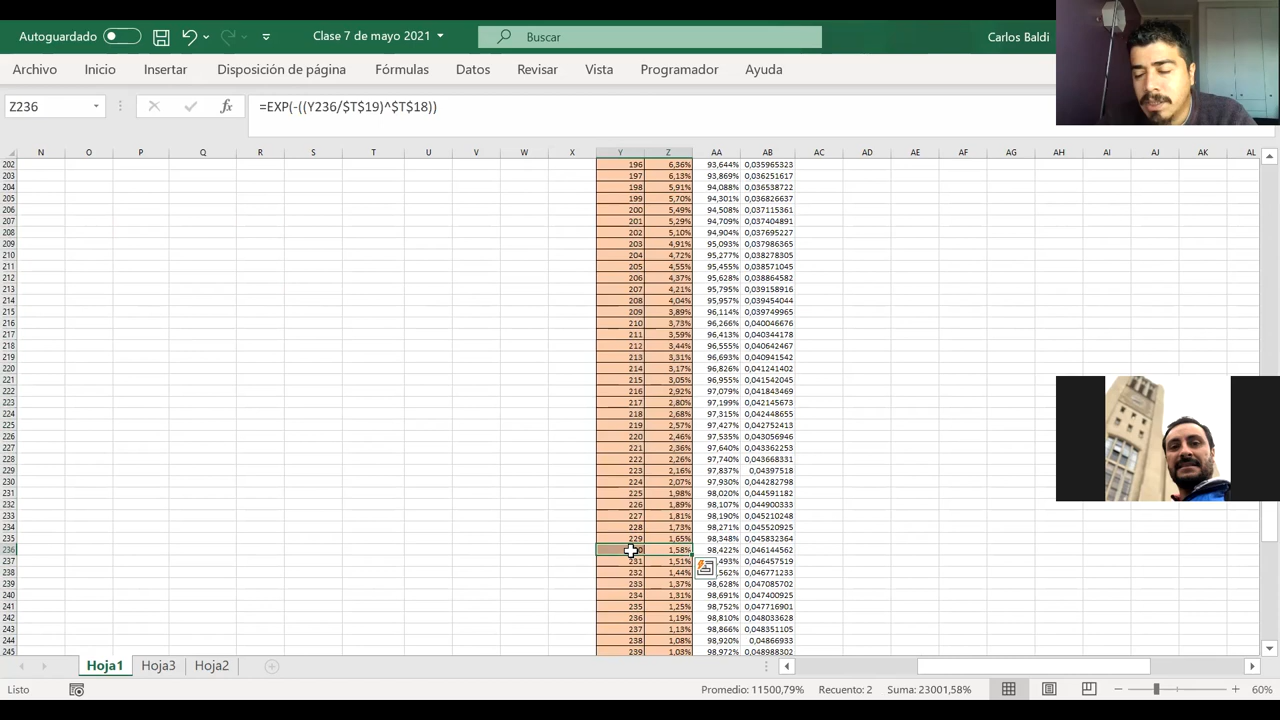 Autoguardado
Clase 7 de mayo 2021
Buscar
Carlos Baldi
Archivo Inicio Insertar Disposición de página Fórmulas Datos Revisar Vista Programador Ayuda
Z236 fx =EXP(-((Y236/$T$19)^$T$18))
N O P Q R S T U V W X Y Z AA AB AC AD AE AF AG AH AI AJ AK AL
202 196 6,36% 93,644% 0,035965323
203 197 6,13% 93,869% 0,036251617
204 198 5,91% 94,088% 0,036538722
205 199 5,70% 94,301% 0,036826637
206 200 5,49% 94,508% 0,037115361
207 201 5,29% 94,709% 0,037404891
208 202 5,10% 94,904% 0,037695227
209 203 4,91% 95,093% 0,037986365
210 204 4,72% 95,277% 0,038278305
211 205 4,55% 95,455% 0,038571045
212 206 4,37% 95,628% 0,038864582
213 207 4,21% 95,795% 0,039158916
214 208 4,04% 95,957% 0,039454044
215 209 3,89% 96,114% 0,039749965
216 210 3,73% 96,266% 0,040046676
217 211 3,59% 96,413% 0,040344178
218 212 3,44% 96,555% 0,040642467
219 213 3,31% 96,693% 0,040941542
220 214 3,17% 96,826% 0,041241402
221 215 3,05% 96,955% 0,041542045
222 216 2,92% 97,079% 0,041843469
223 217 2,80% 97,199% 0,042145673
224 218 2,68% 97,315% 0,042448655
225 219 2,57% 97,427% 0,042752413
226 220 2,46% 97,535% 0,043056946
227 221 2,36% 97,640% 0,043362253
228 222 2,26% 97,740% 0,043668331
229 223 2,16% 97,837% 0,04397518
230 224 2,07% 97,930% 0,044282798
231 225 1,98% 98,020% 0,044591182
232 226 1,89% 98,107% 0,044900333
233 227 1,81% 98,190% 0,045210248
234 228 1,73% 98,271% 0,045520925
235 229 1,65% 98,348% 0,045832364
236 0 1,58% 98,422% 0,046144562
237 231 1,51% ,493% 0,046457519
238 232 1,44% ,562% 0,046771233
239 233 1,37% 98,628% 0,047085702
240 234 1,31% 98,691% 0,047400925
241 235 1,25% 98,752% 0,047716901
242 236 1,19% 98,810% 0,048033628
243 237 1,13% 98,866% 0,048351105
244 238 1,08% 98,920% 0,04866933
245 239 1,03% 98,972% 0,048988302
Hoja1 Hoja3 Hoja2
Listo Promedio: 11500,79% Recuento: 2 Suma: 23001,58% 60%